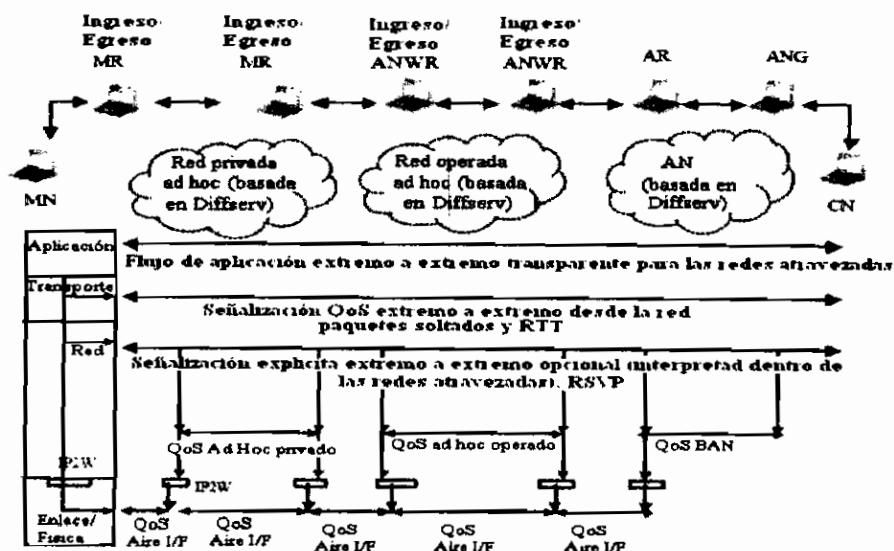 Ingreso/
Egreso
MR
Ingreso/
Egreso
MR
Ingreso/
Egreso
ANWR
Ingreso/
Egreso
ANWR
AR
ANG
MN
Red privada
ad hoc (basada
en Diffserv)
Red operada
ad hoc (basada
en Diffserv)
AN
(basada en
Diffserv)
CN
Aplicación
Flujo de aplicación extremo a extremo transparente para las redes atravezadas
Transporte
Señalización QoS extremo a extremo desde la red
paquetes soltados y RTT
Red
Señalización explicita extremo a extremo opcional (interpretad dentro de
las redes atravezadas), RSVP
QoS Ad Hoc privado
QoS ad hoc operado
QoS BAN
IP2W
IP2W
Enlace/
Fisica
QoS
Aire I/F
QoS
Aire I/F
QoS
Aire I/F
QoS
Aire I/F
QoS
Aire I/F